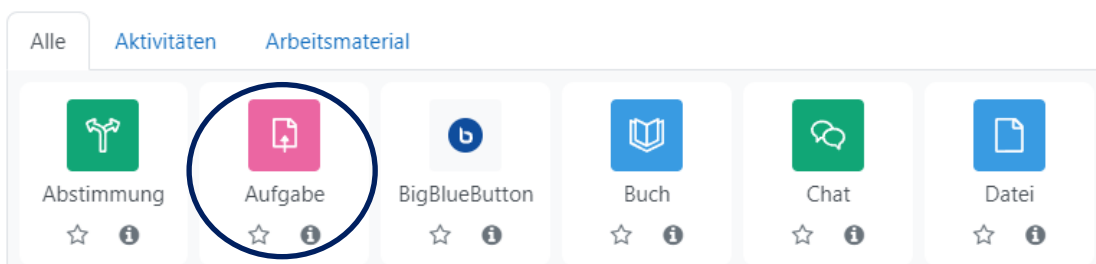 Alle Aktivitäten Arbeitsmaterial
Abstimmung Aufgabe BigBlueButton Buch Chat Datei